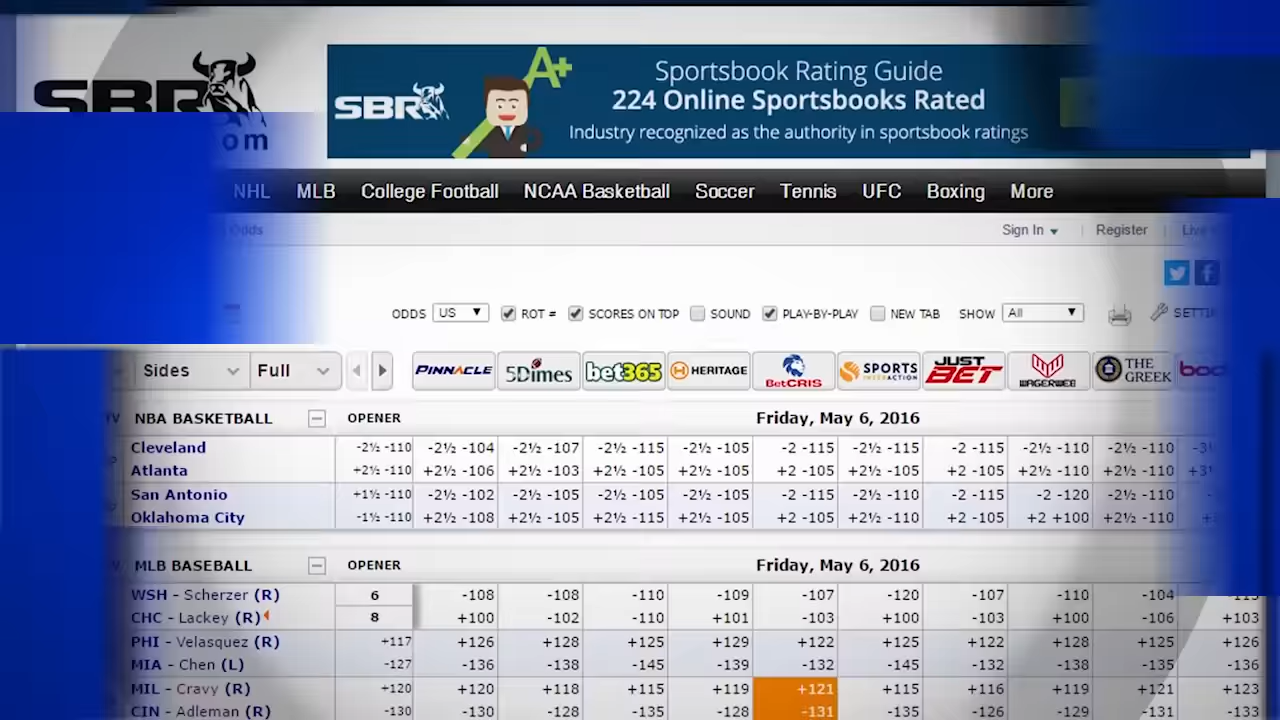 SBR
om
SBR
A+
Sportsbook Rating Guide
224 Online Sportsbooks Rated
Industry recognized as the authority in sportsbook ratings
NHL MLB College Football NCAA Basketball Soccer Tennis UFC Boxing More
Odds Sign In Register
ODDS US ROT # SCORES ON TOP SOUND PLAY-BY-PLAY NEW TAB SHOW All
Sides Full PINNACLE 5Dimes bet365 HERITAGE BetCRIS SPORTS INTERACTION JUST BET WAGERWEB THE GREEK
NBA BASKETBALL OPENER Friday, May 6, 2016
Cleveland -2½ -110 -2½ -104 -2½ -107 -2½ -115 -2½ -105 -2 -115 -2½ -105 -2 -115 -2½ -110 -2½ -110
Atlanta +2½ -110 +2½ -106 +2½ -103 +2½ -105 +2½ -105 +2 -105 +2½ -105 +2 -105 +2½ -110 +2½ -110
San Antonio +1½ -110 -2½ -102 -2½ -105 -2½ -105 -2½ -105 -2 -115 -2½ -110 -2 -115 -2 -120 -2½ -110
Oklahoma City -1½ -110 +2½ -108 +2½ -105 +2½ -115 +2½ -105 +2 -105 +2½ -110 +2 -105 +2 +100 +2½ -110
MLB BASEBALL OPENER Friday, May 6, 2016
WSH - Scherzer (R) 6 -108 -108 -110 -109 -107 -120 -107 -110 -104
CHC - Lackey (R) 8 +100 -102 -110 +101 -103 +100 -103 +100 -106 +103
PHI - Velasquez (R) +117 +126 +128 +125 +129 +122 +125 +122 +128 +125 +126
MIA - Chen (L) -127 -136 -138 -145 -139 -132 -145 -132 -138 -135 -136
MIL - Cravy (R) +120 +120 +118 +115 +119 +121 +115 +116 +119 +121 +123
CIN - Adleman (R) -130 -130 -128 -135 -128 -131 -135 -126 -129 -131 -133